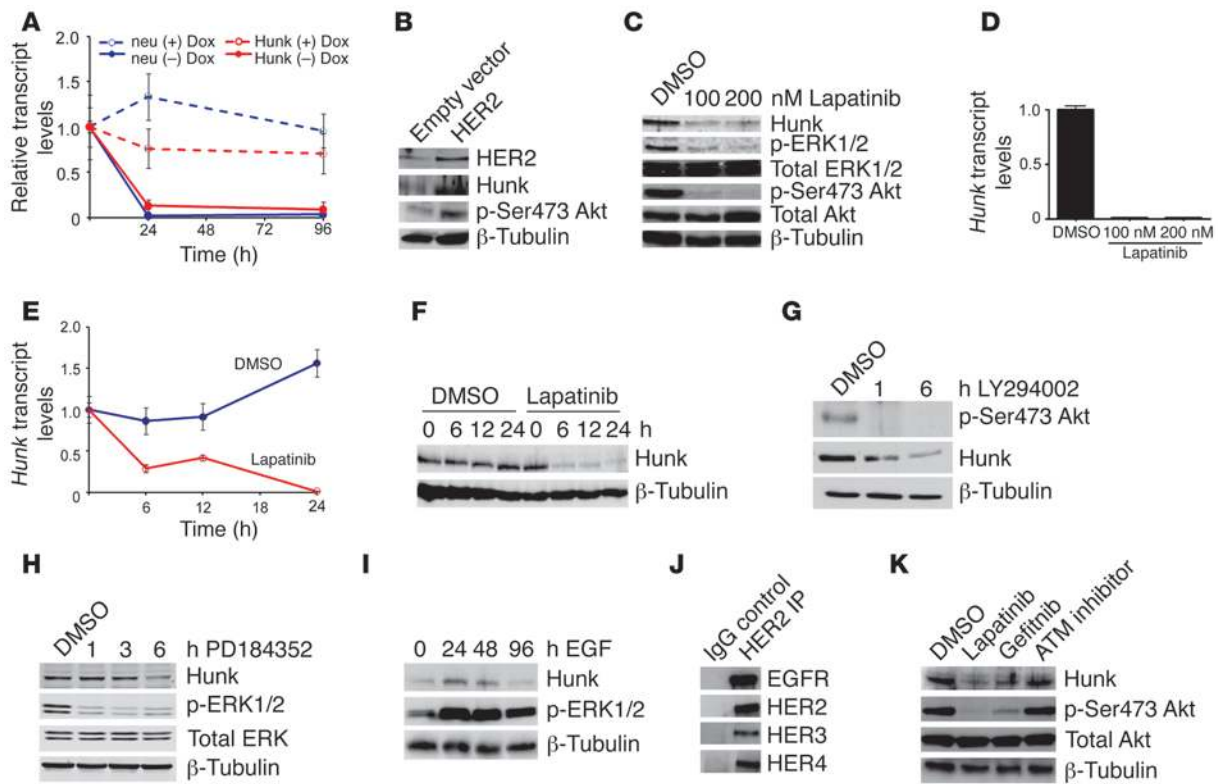 A
Relative transcript
levels
2.0
1.5
1.0
0.5
0
24
48
72
96
Time (h)
neu (+) Dox
neu (–) Dox
Hunk (+) Dox
Hunk (–) Dox
B
Empty vector
HER2
HER2
Hunk
p-Ser473 Akt
β-Tubulin
C
DMSO
100 200 nM Lapatinib
Hunk
p-ERK1/2
Total ERK1/2
p-Ser473 Akt
Total Akt
β-Tubulin
D
Hunk transcript
levels
1.5
1.0
0.5
0
DMSO 100 nM 200 nM
Lapatinib
E
Hunk transcript
levels
2.0
1.5
1.0
0.5
0
DMSO
Lapatinib
6
12
18
24
Time (h)
F
DMSO Lapatinib
0 6 12 24 0 6 12 24 h
Hunk
β-Tubulin
G
DMSO
1 6 h LY294002
p-Ser473 Akt
Hunk
β-Tubulin
H
DMSO
1 3 6 h PD184352
Hunk
p-ERK1/2
Total ERK
β-Tubulin
I
0 24 48 96 h EGF
Hunk
p-ERK1/2
β-Tubulin
J
IgG control
HER2 IP
EGFR
HER2
HER3
HER4
K
DMSO
Lapatinib
Gefitnib
ATM inhibitor
Hunk
p-Ser473 Akt
Total Akt
β-Tubulin